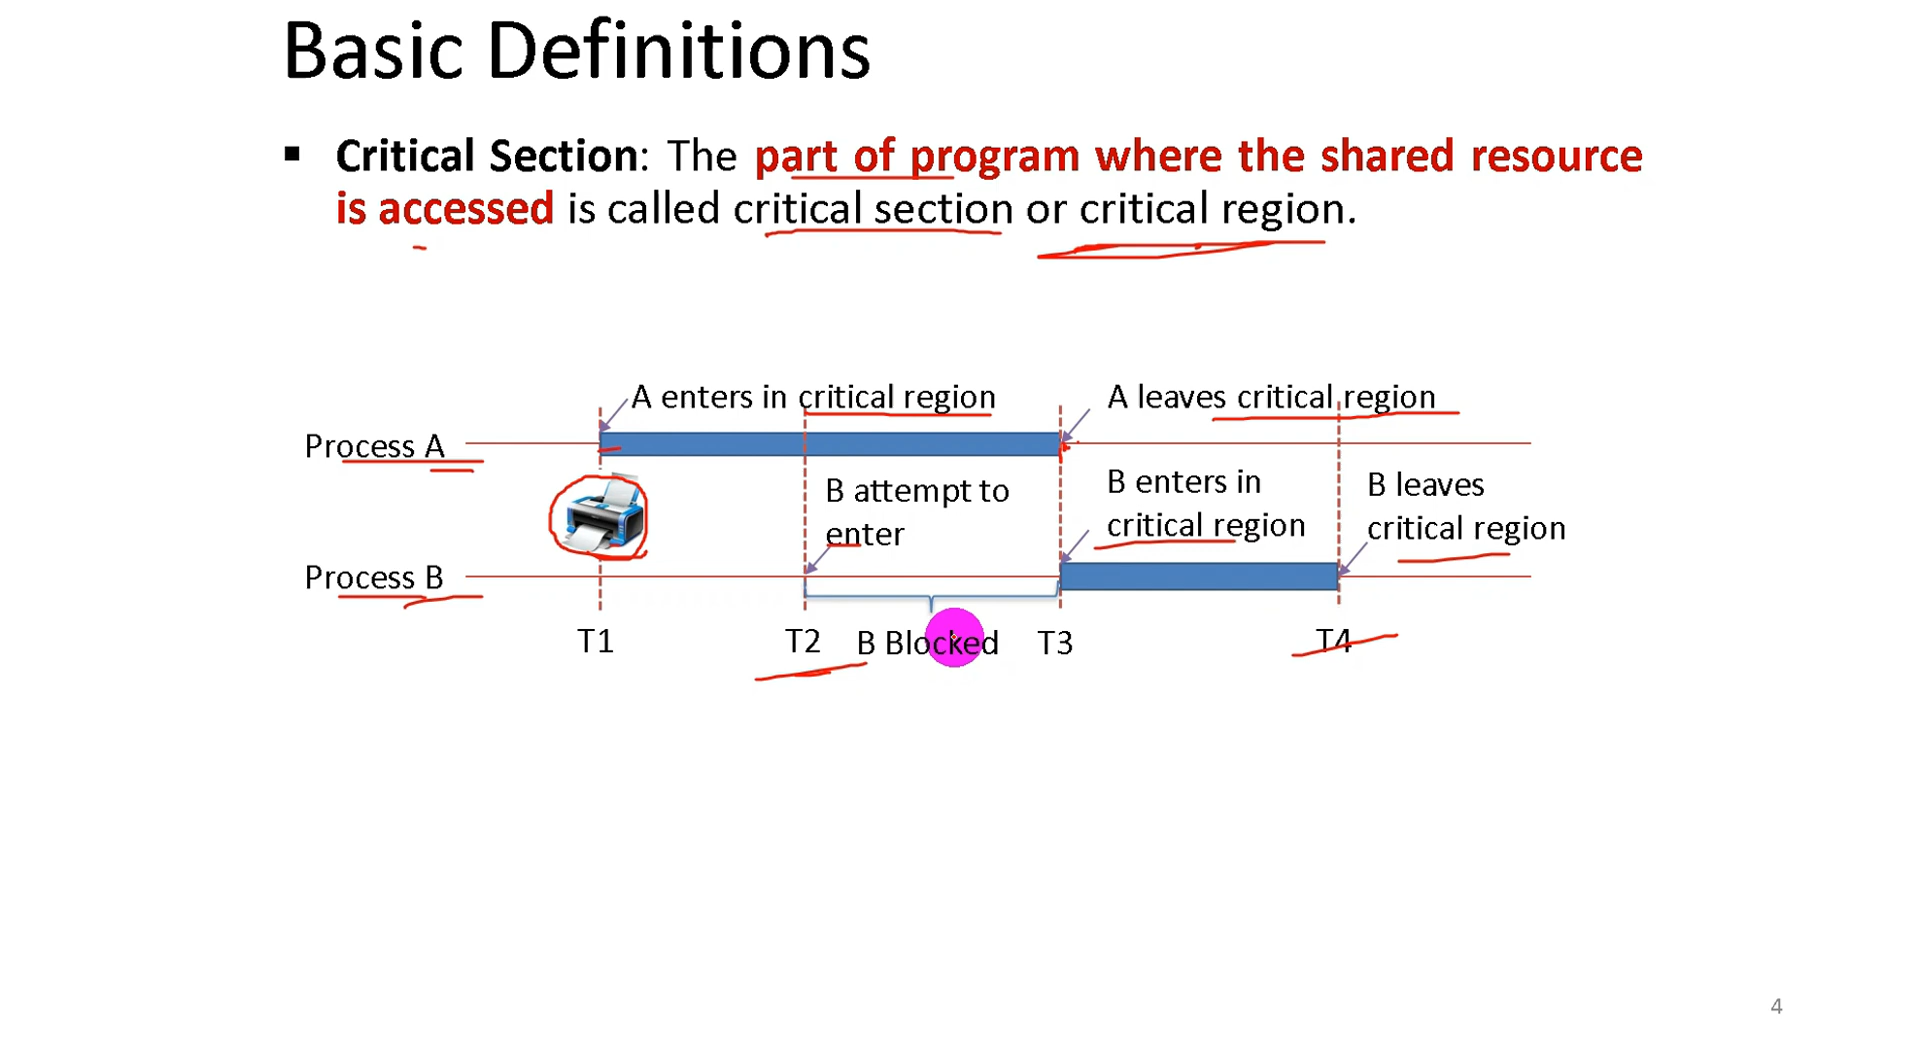 Basic Definitions
▪ Critical Section: The part of program where the shared resource
is accessed is called critical section or critical region.
A enters in critical region
A leaves critical region
Process A
B attempt to
enter
B enters in
critical region
B leaves
critical region
Process B
T1
T2
B Blocked
T3
T4
4